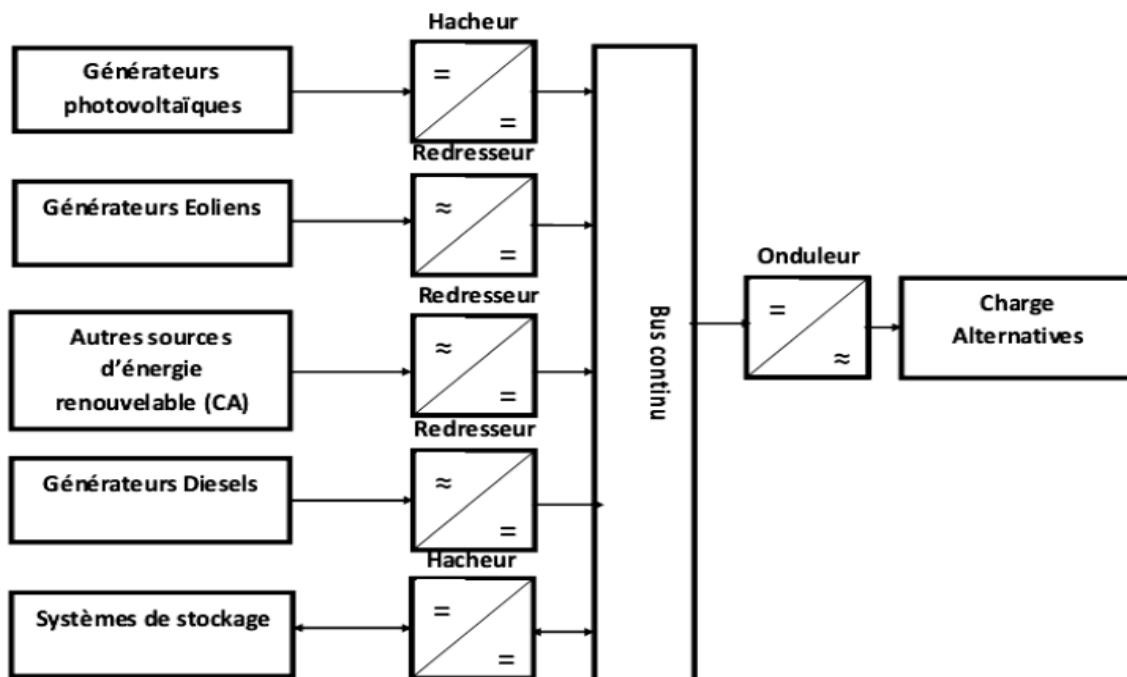 Hacheur
Générateurs
photovoltaïques
=
=
Redresseur
Générateurs Eoliens
≈
=
Redresseur
Autres sources
d'énergie
renouvelable (CA)
≈
=
Redresseur
Générateurs Diesels
≈
=
Hacheur
Systèmes de stockage
=
=
Bus continu
Onduleur
=
≈
Charge
Alternatives